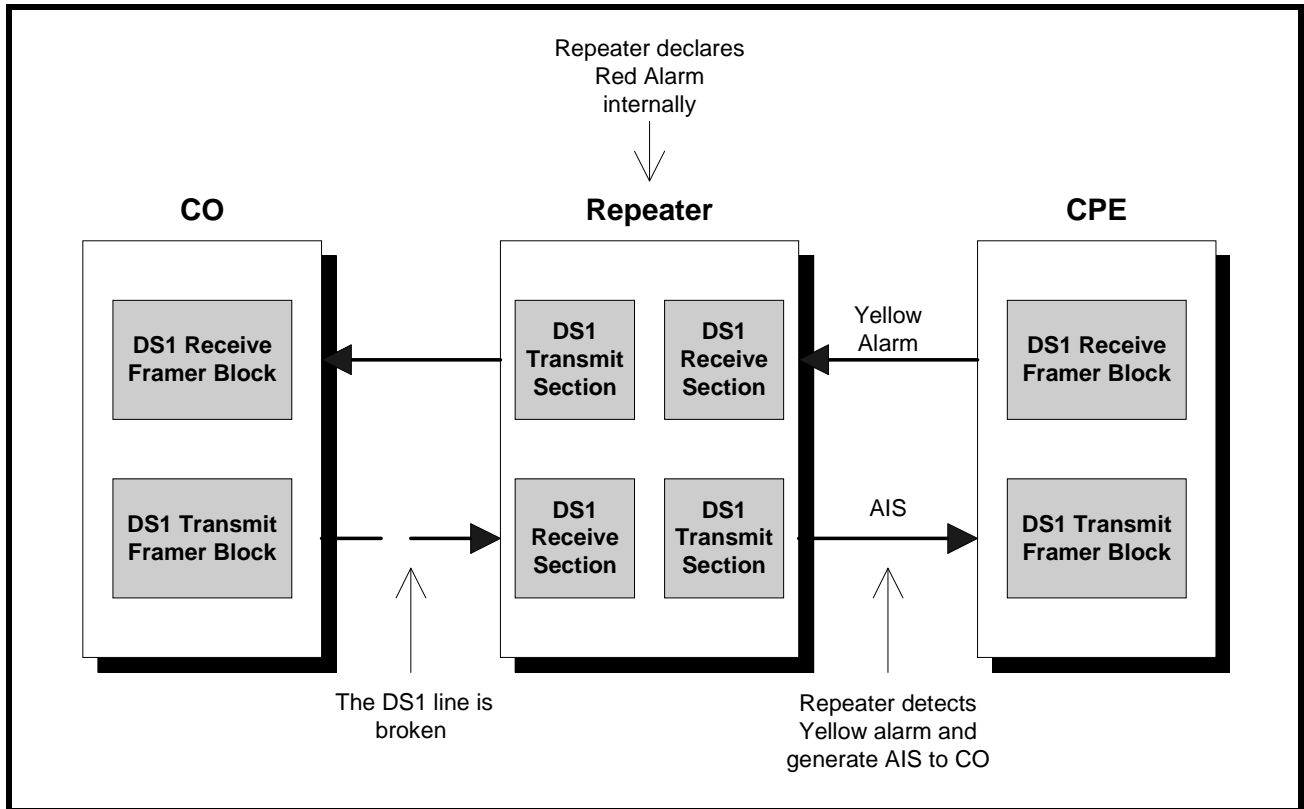 Repeater declares
Red Alarm
internally
CO
Repeater
CPE
DS1 Receive
Framer Block
DS1
Transmit
Section
DS1
Receive
Section
Yellow
Alarm
DS1 Receive
Framer Block
DS1 Transmit
Framer Block
DS1
Receive
Section
DS1
Transmit
Section
AIS
DS1 Transmit
Framer Block
The DS1 line is
broken
Repeater detects
Yellow alarm and
generate AIS to CO